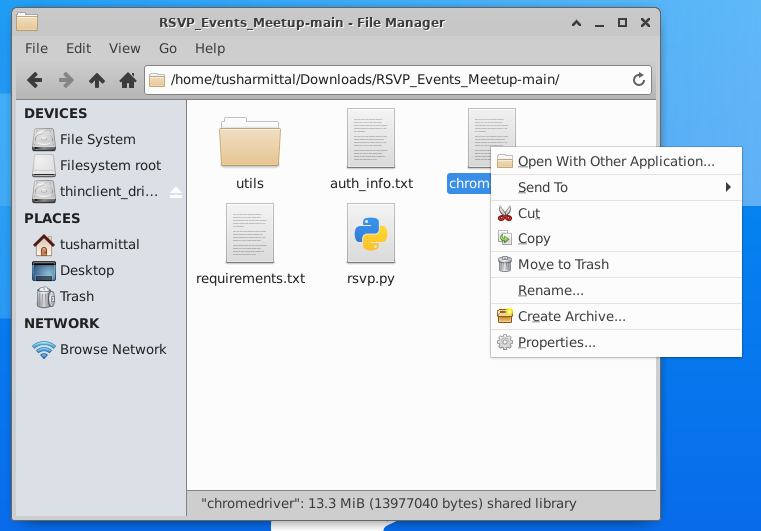 RSVP_Events_Meetup-main - File Manager
File Edit View Go Help
/home/tusharmittal/Downloads/RSVP_Events_Meetup-main/
DEVICES
File System
Filesystem root
thinclient_dri...
PLACES
tusharmittal
Desktop
Trash
NETWORK
Browse Network
utils
auth_info.txt
chrom
requirements.txt
rsvp.py
Open With Other Application...
Send To
Cut
Copy
Move to Trash
Rename...
Create Archive...
Properties...
"chromedriver": 13.3 MiB (13977040 bytes) shared library